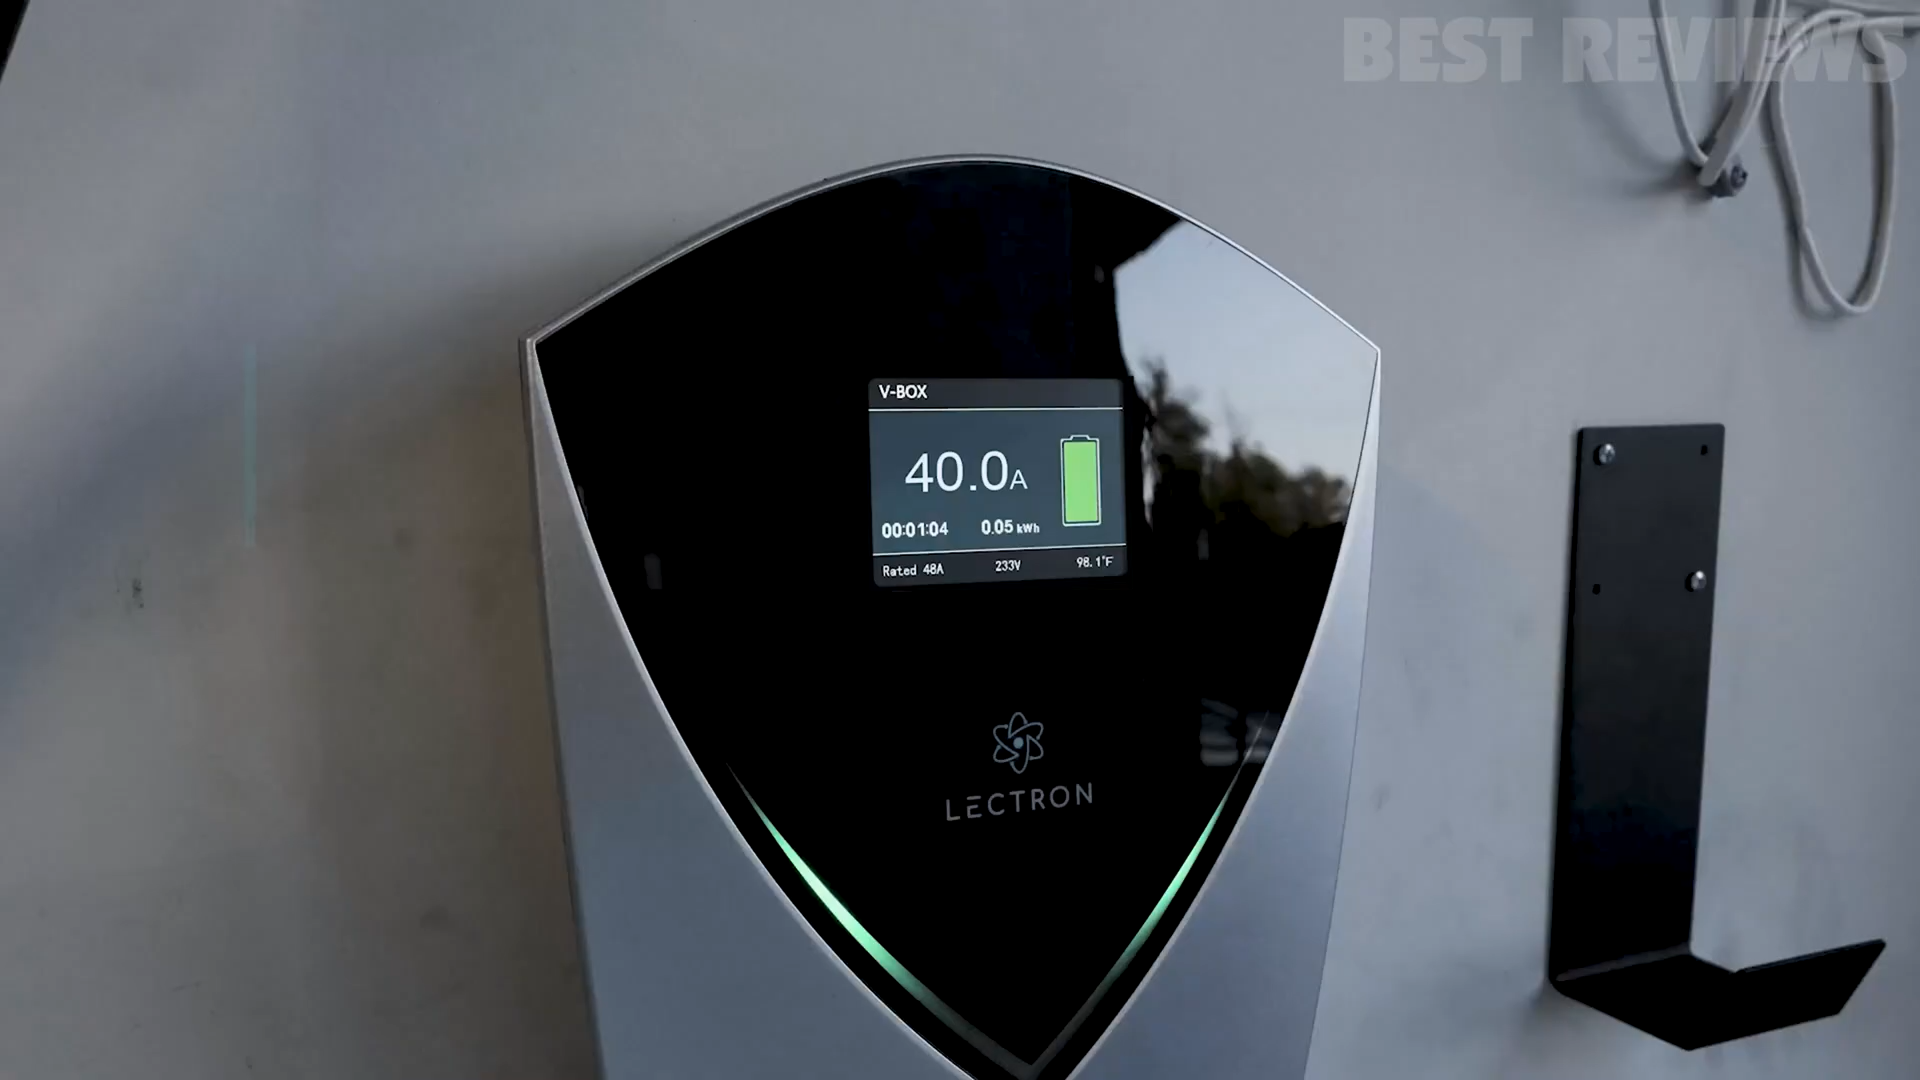 BEST REVIEWS
V-BOX
40.0A
00:01:04 0.05 kWh
Rated 48A 233V 98.1°F
LECTRON